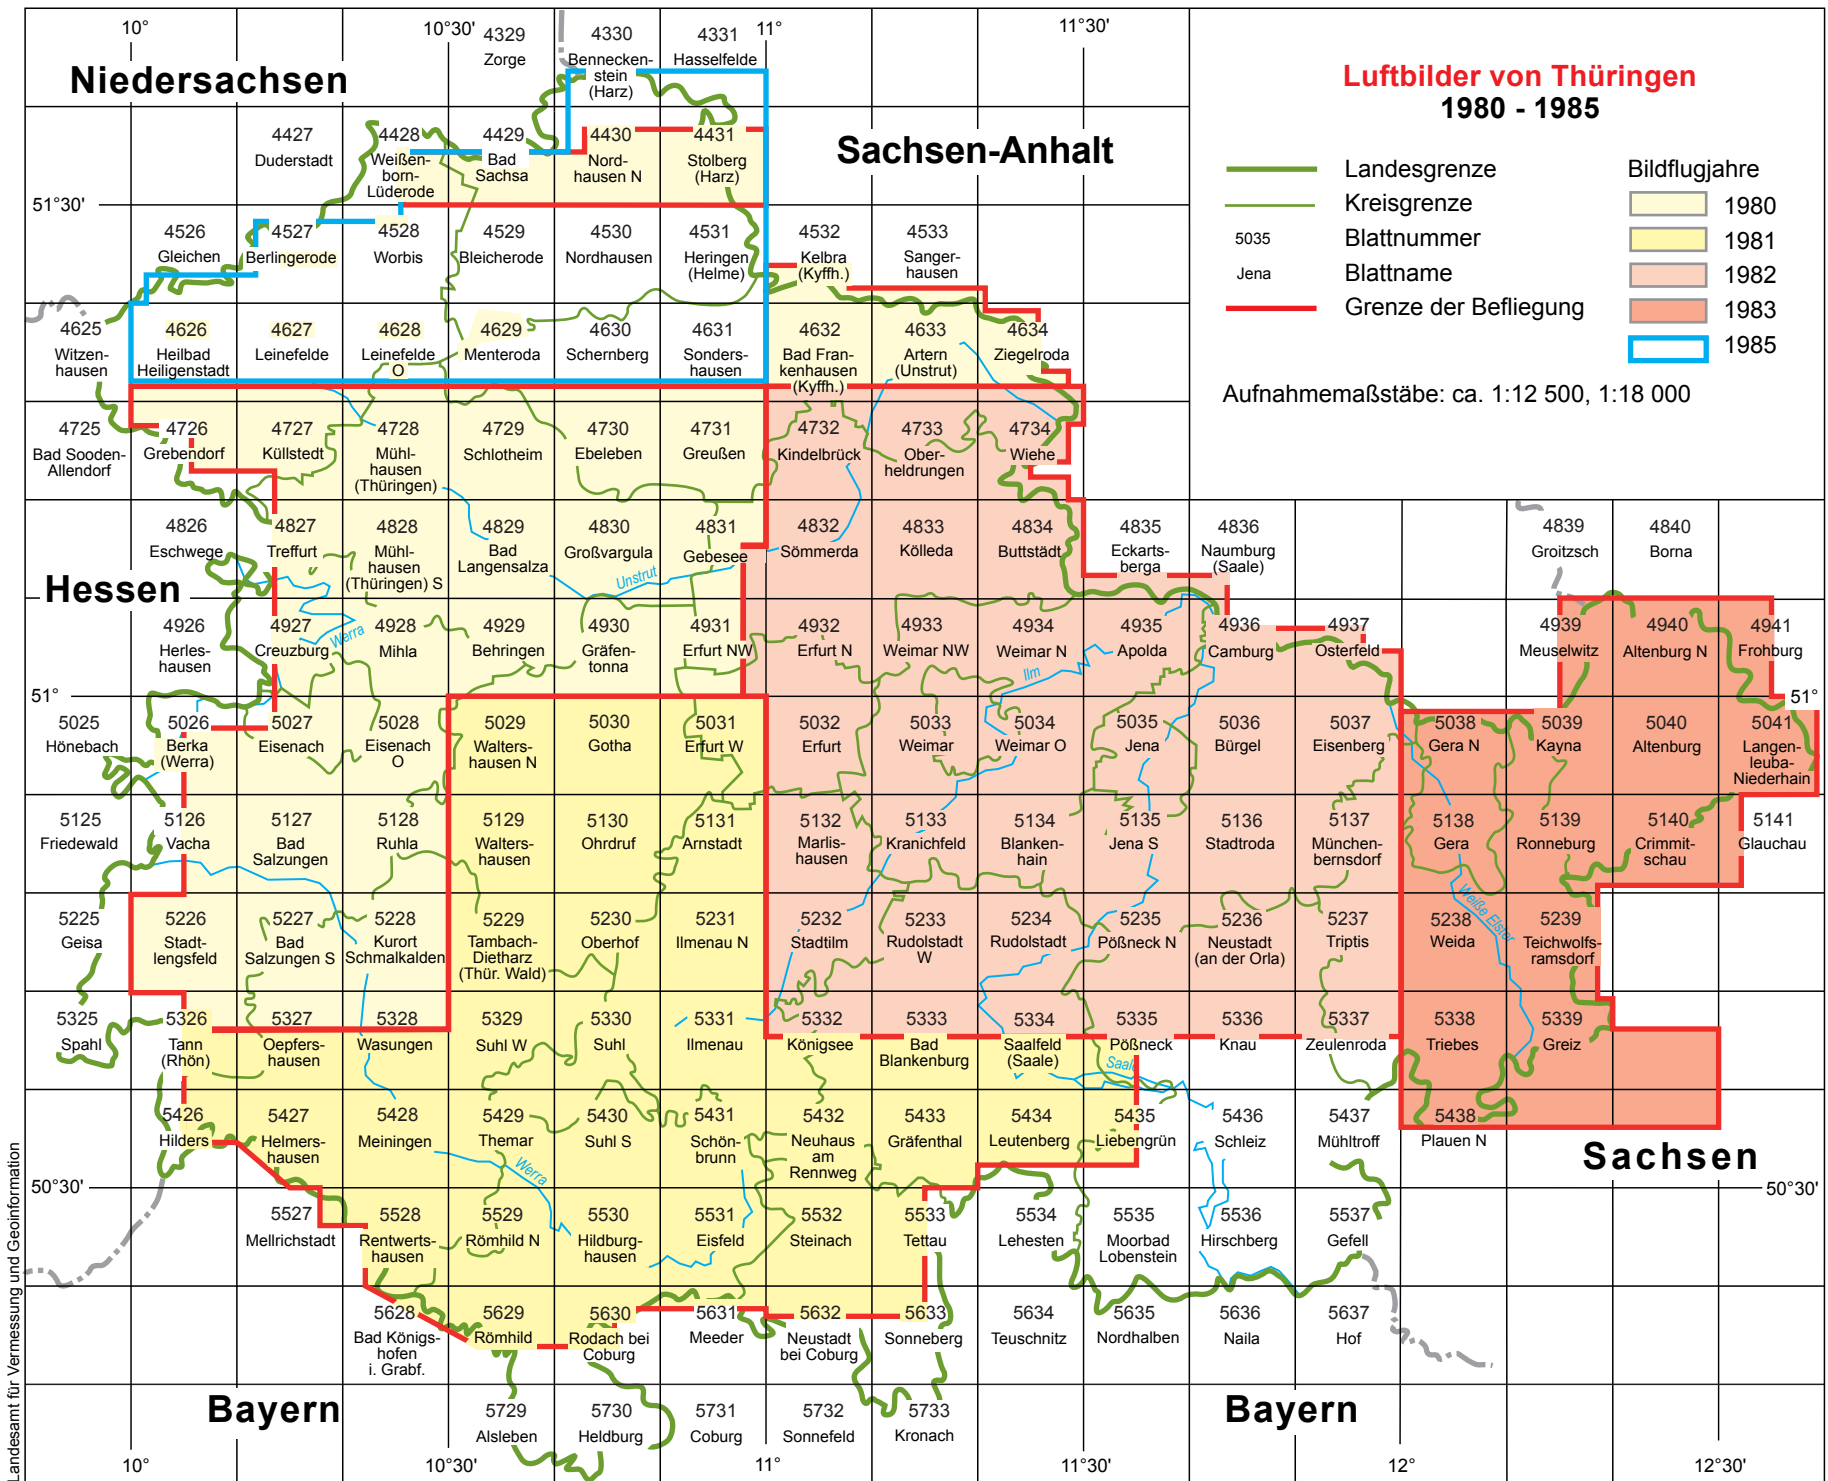 10°
10°30'
11°
11°30'
4329
Zorge
4330
Bennecken-
stein
(Harz)
4331
Hasselfelde
Niedersachsen
Luftbilder von Thüringen
1980 - 1985
4427
Duderstadt
4428
Weißen-
born-
Lüderode
4429
Bad
Sachsa
4430
Nord-
hausen N
4431
Stolberg
(Harz)
Sachsen-Anhalt
Landesgrenze
Kreisgrenze
5035
Blattnummer
Jena
Blattname
Grenze der Befliegung
Bildflugjahre
1980
1981
1982
1983
1985
Aufnahmemaßstäbe: ca. 1:12 500, 1:18 000
51°30'
4526
Gleichen
4527
Berlingerode
4528
Worbis
4529
Bleicherode
4530
Nordhausen
4531
Heringen
(Helme)
4532
Kelbra
(Kyffh.)
4533
Sanger-
hausen
4625
Witzen-
hausen
4626
Heilbad
Heiligenstadt
4627
Leinefelde
4628
Leinefelde
O
4629
Menteroda
4630
Schernberg
4631
Sonders-
hausen
4632
Bad Fran-
kenhausen
(Kyffh.)
4633
Artern
(Unstrut)
4634
Ziegelroda
4725
Bad Sooden-
Allendorf
4726
Grebendorf
4727
Küllstedt
4728
Mühl-
hausen
(Thüringen)
4729
Schlotheim
4730
Ebeleben
4731
Greußen
4732
Kindelbrück
4733
Ober-
heldrungen
4734
Wiehe
4826
Eschwege
4827
Treffurt
4828
Mühl-
hausen
(Thüringen) S
4829
Bad
Langensalza
4830
Großvargula
4831
Gebesee
4832
Sömmerda
4833
Kölleda
4834
Buttstädt
4835
Eckarts-
berga
4836
Naumburg
(Saale)
4839
Groitzsch
4840
Borna
Unstrut
Hessen
4926
Herles-
hausen
4927
Creuzburg
Werra
4928
Mihla
4929
Behringen
4930
Gräfen-
tonna
4931
Erfurt NW
4932
Erfurt N
4933
Weimar NW
4934
Weimar N
Ilm
4935
Apolda
4936
Camburg
4937
Osterfeld
4939
Meuselwitz
4940
Altenburg N
4941
Frohburg
51°
51°
5025
Hönebach
5026
Berka
(Werra)
5027
Eisenach
5028
Eisenach
O
5029
Walters-
hausen N
5030
Gotha
5031
Erfurt W
5032
Erfurt
5033
Weimar
5034
Weimar O
5035
Jena
5036
Bürgel
5037
Eisenberg
5038
Gera N
5039
Kayna
5040
Altenburg
5041
Langen-
leuba-
Niederhain
5125
Friedewald
5126
Vacha
5127
Bad
Salzungen
5128
Ruhla
5129
Walters-
hausen
5130
Ohrdruf
5131
Arnstadt
5132
Marlis-
hausen
5133
Kranichfeld
5134
Blanken-
hain
5135
Jena S
5136
Stadtroda
5137
München-
bernsdorf
5138
Gera
5139
Ronneburg
5140
Crimmit-
schau
5141
Glauchau
Weiße Elster
5225
Geisa
5226
Stadt-
lengsfeld
5227
Bad
Salzungen S
5228
Kurort
Schmalkalden
5229
Tambach-
Dietharz
(Thür. Wald)
5230
Oberhof
5231
Ilmenau N
5232
Stadtilm
5233
Rudolstadt
W
5234
Rudolstadt
5235
Pößneck N
5236
Neustadt
(an der Orla)
5237
Triptis
5238
Weida
5239
Teichwolfs-
ramsdorf
5325
Spahl
5326
Tann
(Rhön)
5327
Oepfers-
hausen
5328
Wasungen
5329
Suhl W
5330
Suhl
5331
Ilmenau
5332
Königsee
5333
Bad
Blankenburg
5334
Saalfeld
(Saale)
5335
Pößneck
Saale
5336
Knau
5337
Zeulenroda
5338
Triebes
5339
Greiz
5426
Hilders
5427
Helmers-
hausen
5428
Meiningen
5429
Themar
Werra
5430
Suhl S
5431
Schön-
brunn
5432
Neuhaus
am
Rennweg
5433
Gräfenthal
5434
Leutenberg
5435
Liebengrün
5436
Schleiz
5437
Mühltroff
5438
Plauen N
Sachsen
50°30'
50°30'
5527
Mellrichstadt
5528
Rentwerts-
hausen
5529
Römhild N
5530
Hildburg-
hausen
5531
Eisfeld
5532
Steinach
5533
Tettau
5534
Lehesten
5535
Moorbad
Lobenstein
5536
Hirschberg
5537
Gefell
5628
Bad Königs-
hofen
i. Grabf.
5629
Römhild
5630
Rodach bei
Coburg
5631
Meeder
5632
Neustadt
bei Coburg
5633
Sonneberg
5634
Teuschnitz
5635
Nordhalben
5636
Naila
5637
Hof
Bayern
Bayern
5729
Alsleben
5730
Heldburg
5731
Coburg
5732
Sonnefeld
5733
Kronach
10°
10°30'
11°
11°30'
12°
12°30'
Landesamt für Vermessung und Geoinformation